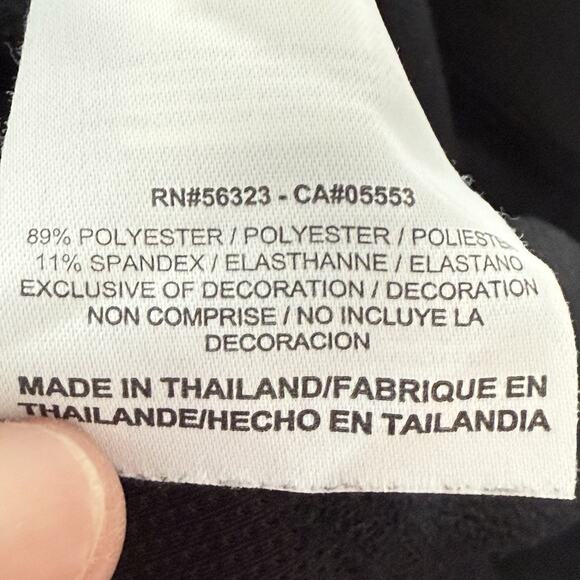 RN#56323 - CA#05553
89% POLYESTER / POLYESTER / POLIESTE
11% SPANDEX / ELASTHANNE / ELASTANO
EXCLUSIVE OF DECORATION / DECORATION
NON COMPRISE / NO INCLUYE LA
DECORACION
MADE IN THAILAND/FABRIQUE EN
THAILANDE/HECHO EN TAILANDIA